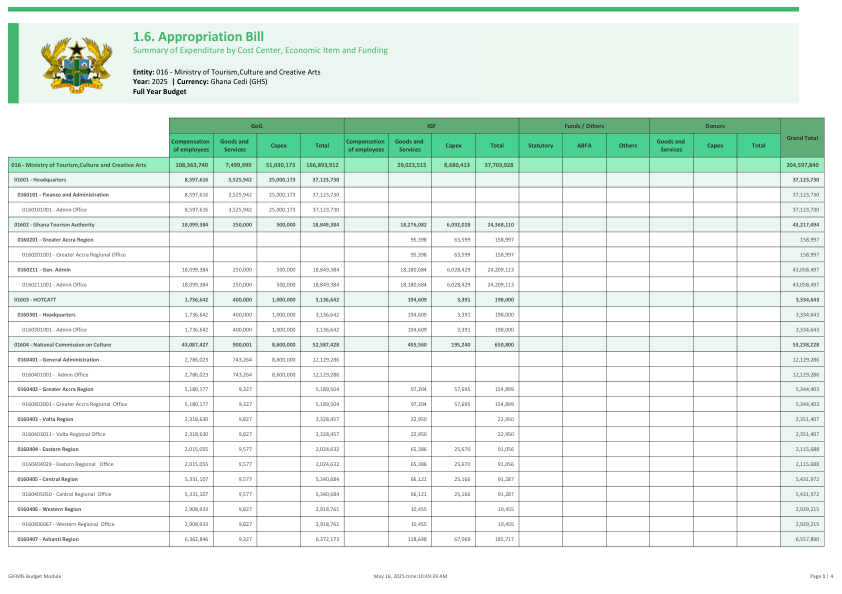 1.6. Appropriation Bill
Summary of Expenditure by Cost Center, Economic Item and Funding
Entity: 016 - Ministry of Tourism,Culture and Creative Arts
Year: 2025 | Currency: Ghana Cedi (GHS)
Full Year Budget
GoG IGF Funds / Others Donors Grand Total
Compensation of employees Goods and Services Capex Total Compensation of employees Goods and Services Capex Total Statutory ABFA Others Goods and Services Capex Total
016 - Ministry of Tourism,Culture and Creative Arts 108,363,740 7,499,999 51,030,173 166,893,912 29,023,515 8,680,413 37,703,928 204,597,840
01601 - Headquarters 8,597,616 3,525,942 25,000,173 37,123,730 37,123,730
0160101 - Finance and Administration 8,597,616 3,525,942 25,000,173 37,123,730 37,123,730
0160101001 - Admin Office 8,597,616 3,525,942 25,000,173 37,123,730 37,123,730
01602 - Ghana Tourism Authority 18,099,384 250,000 500,000 18,849,384 18,276,082 6,092,028 24,368,110 43,217,494
0160201 - Greater Accra Region 95,398 63,599 158,997 158,997
0160201001 - Greater Accra Regional Office 95,398 63,599 158,997 158,997
0160211 - Gen. Admin 18,099,384 250,000 500,000 18,849,384 18,180,684 6,028,429 24,209,113 43,058,497
0160211001 - Admin Office 18,099,384 250,000 500,000 18,849,384 18,180,684 6,028,429 24,209,113 43,058,497
01603 - HOTCATT 1,736,642 400,000 1,000,000 3,136,642 194,609 3,391 198,000 3,334,643
0160301 - Headquarters 1,736,642 400,000 1,000,000 3,136,642 194,609 3,391 198,000 3,334,643
0160301001 - Admin Office 1,736,642 400,000 1,000,000 3,136,642 194,609 3,391 198,000 3,334,643
01604 - National Commission on Culture 43,087,427 900,001 8,600,000 52,587,428 455,560 195,240 650,800 53,238,228
0160401 - General Administration 2,786,023 743,264 8,600,000 12,129,286 12,129,286
0160401001 - Admin Office 2,786,023 743,264 8,600,000 12,129,286 12,129,286
0160402 - Greater Accra Region 5,180,177 9,327 5,189,504 97,204 57,695 154,899 5,344,403
0160402001 - Greater Accra Regional Office 5,180,177 9,327 5,189,504 97,204 57,695 154,899 5,344,403
0160403 - Volta Region 2,318,630 9,827 2,328,457 22,950 22,950 2,351,407
0160403011 - Volta Regional Office 2,318,630 9,827 2,328,457 22,950 22,950 2,351,407
0160404 - Eastern Region 2,015,055 9,577 2,024,632 65,386 25,670 91,056 2,115,688
0160404029 - Eastern Regional Office 2,015,055 9,577 2,024,632 65,386 25,670 91,056 2,115,688
0160405 - Central Region 5,331,107 9,577 5,340,684 66,121 25,166 91,287 5,431,972
0160405050 - Cantral Regional Office 5,331,107 9,577 5,340,684 66,121 25,166 91,287 5,431,972
0160406 - Western Region 2,908,933 9,827 2,918,761 10,455 10,455 2,929,215
0160406067 - Western Regional Office 2,908,933 9,827 2,918,761 10,455 10,455 2,929,215
0160407 - Ashanti Region 6,362,846 9,327 6,372,173 118,648 67,069 185,717 6,557,890
GIFMIS Budget Module May 16, 2025 time:10:49:39 AM Page 1 | 4